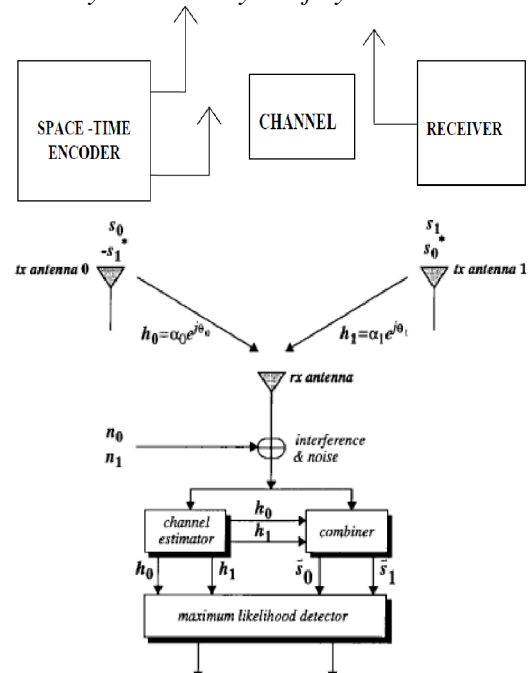 SPACE -TIME
ENCODER
CHANNEL
RECEIVER
s0
-s1*
tx antenna 0
s1
s0*
tx antenna 1
h0=α0e^jθ0
h1=α1e^jθ1
rx antenna
n0
n1
interference
& noise
channel
estimator
h0
h1
combiner
h0
h1
s̃0
s̃1
maximum likelihood detector